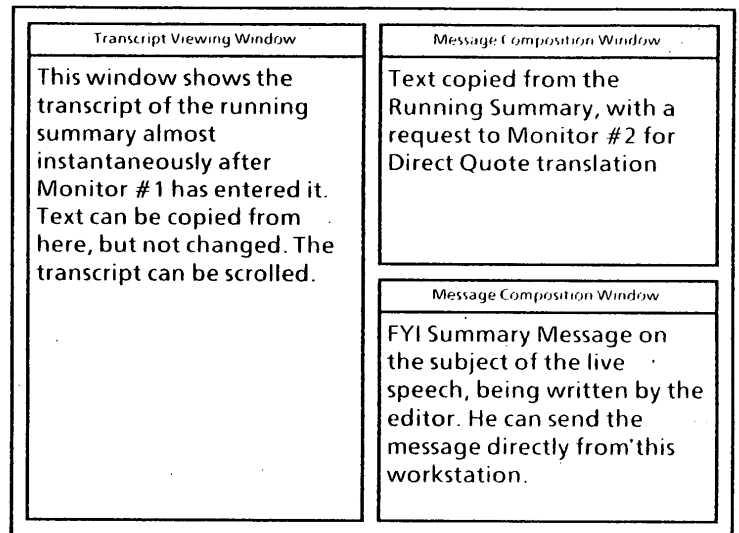 Transcript Viewing Window
This window shows the
transcript of the running
summary almost
instantaneously after
Monitor #1 has entered it.
Text can be copied from
here, but not changed. The
transcript can be scrolled.
Message Composition Window
Text copied from the
Running Summary, with a
request to Monitor #2 for
Direct Quote translation
Message Composition Window
FYI Summary Message on
the subject of the live
speech, being written by the
editor. He can send the
message directly from this
workstation.